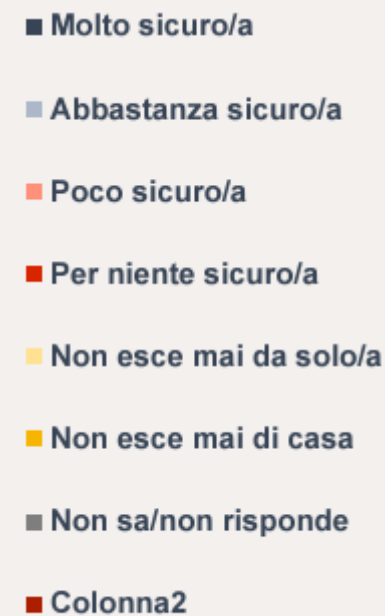 Molto sicuro/a
Abbastanza sicuro/a
Poco sicuro/a
Per niente sicuro/a
Non esce mai da solo/a
Non esce mai di casa
Non sa/non risponde
Colonna2